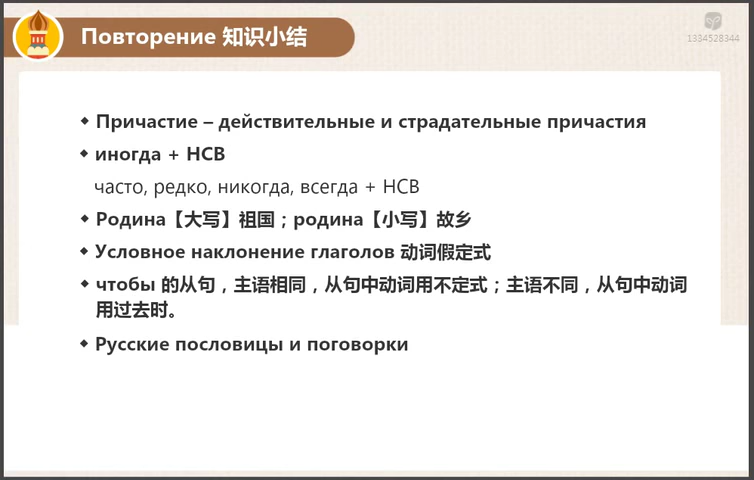 Повторение 知识小结
1334528344
◆ Причастие – действительные и страдательные причастия
◆ иногда + НСВ
часто, редко, никогда, всегда + НСВ
◆ Родина【大写】祖国；родина【小写】故乡
◆ Условное наклонение глаголов 动词假定式
◆ чтобы 的从句，主语相同，从句中动词用不定式；主语不同，从句中动词
用过去时。
◆ Русские пословицы и поговорки